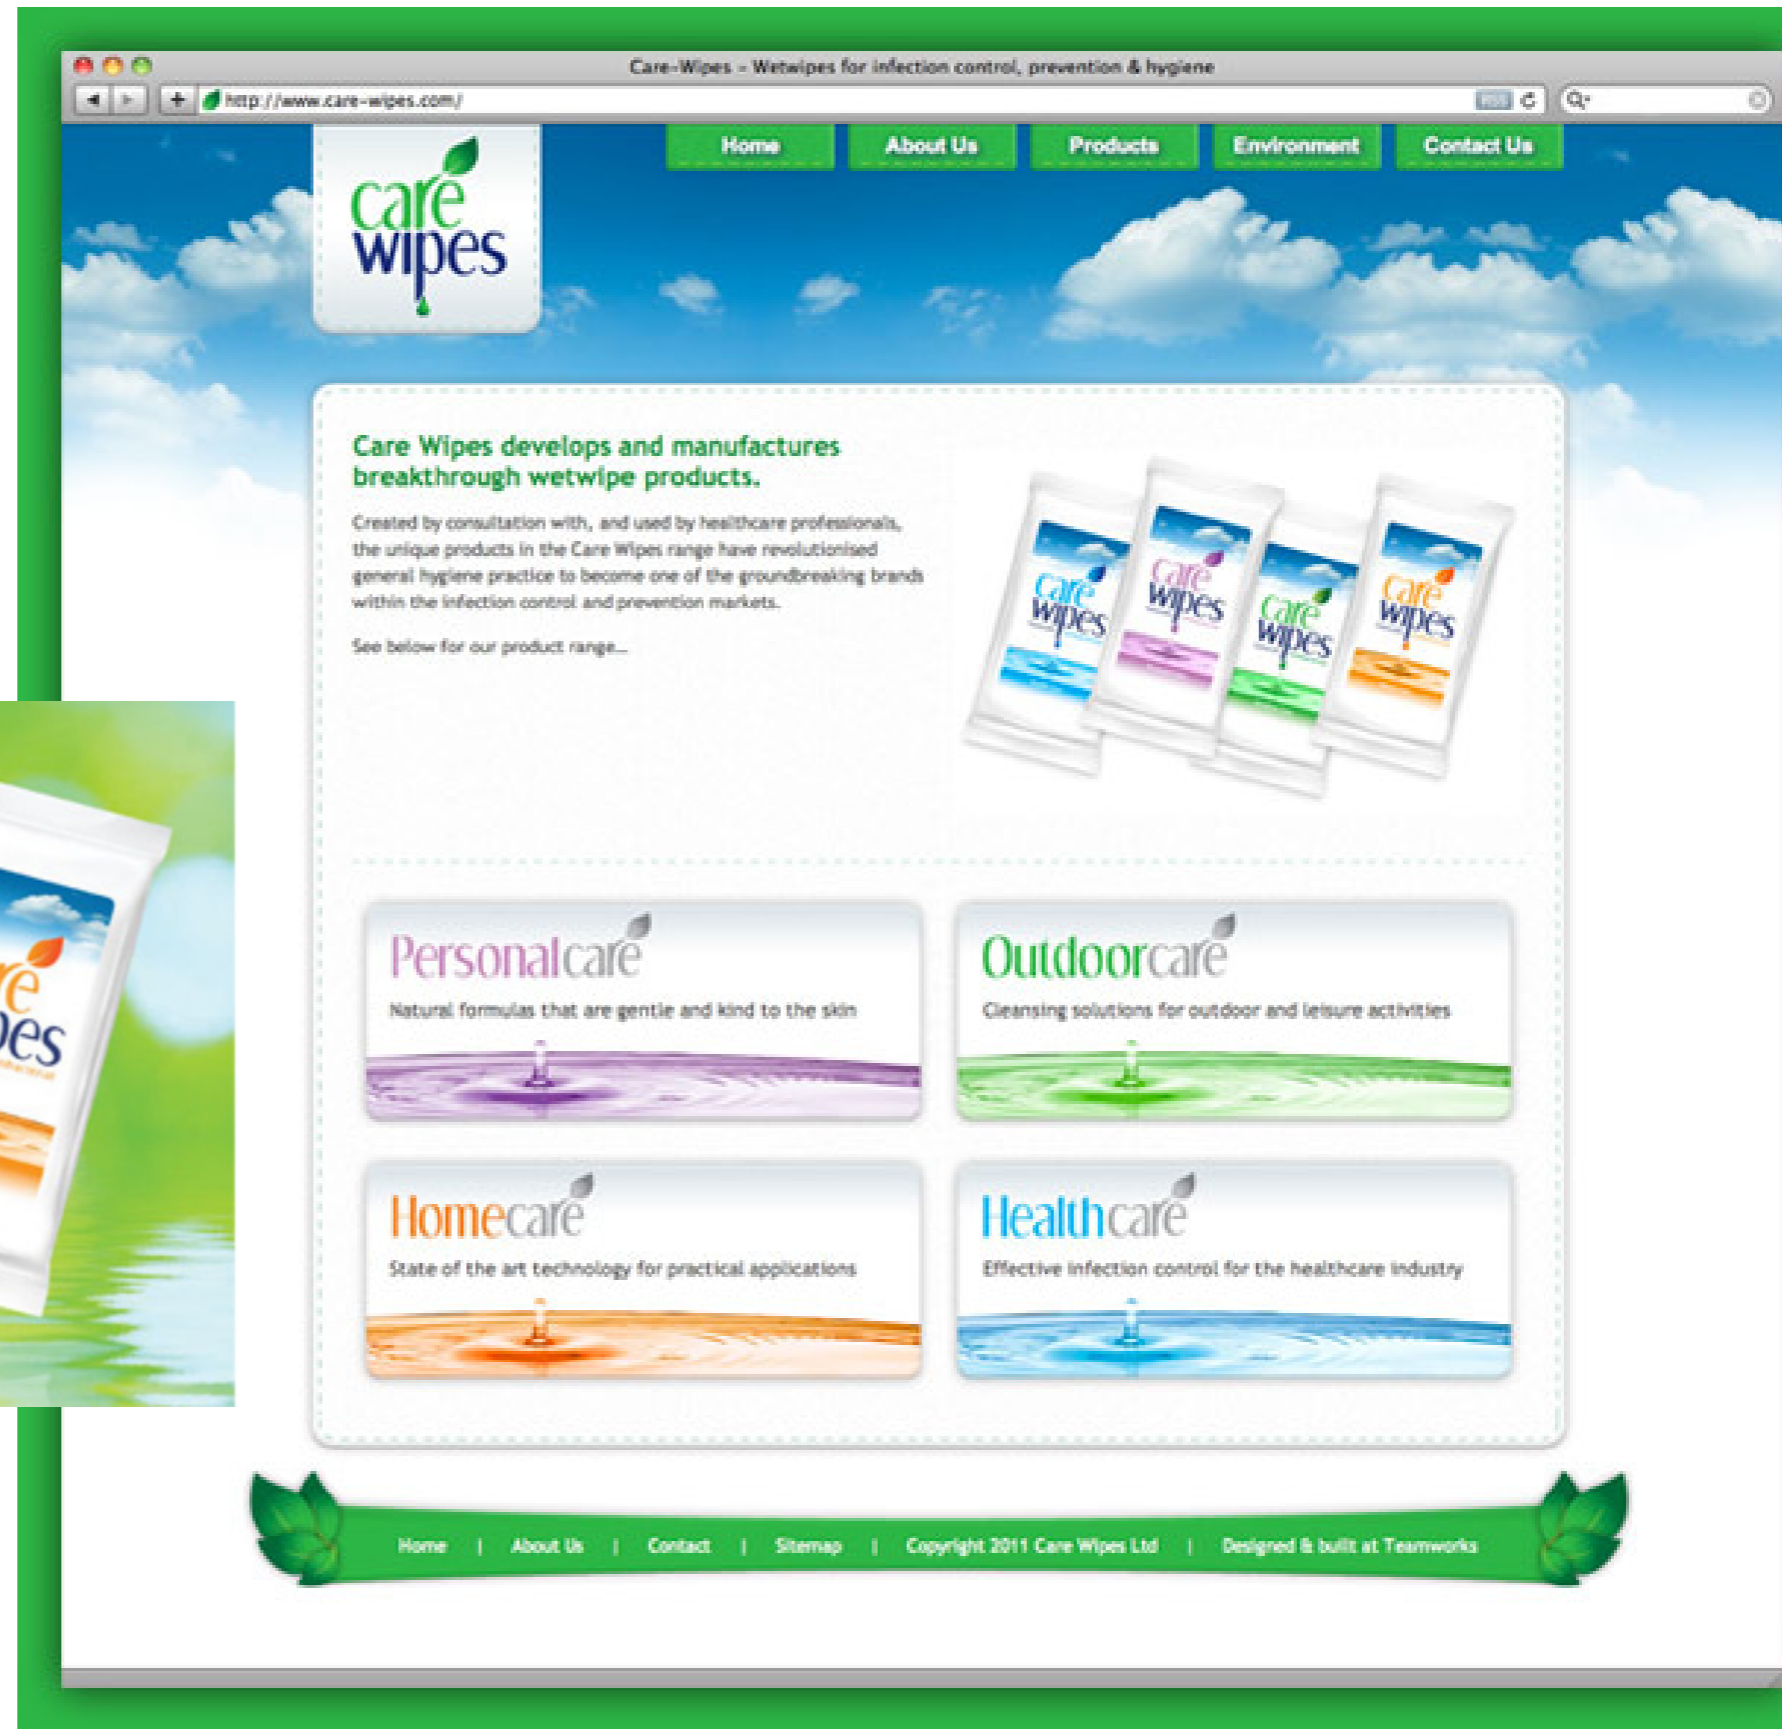 Care-Wipes - Wetwipes for infection control, prevention & hygiene
http://www.care-wipes.com/
RSS
Home
About Us
Products
Environment
Contact Us
care
wipes
Care Wipes develops and manufactures
breakthrough wetwipe products.
Created by consultation with, and used by healthcare professionals,
the unique products in the Care Wipes range have revolutionised
general hygiene practice to become one of the groundbreaking brands
within the infection control and prevention markets.
See below for our product range...
care
wipes
care
wipes
care
wipes
care
wipes
Personalcare
Natural formulas that are gentle and kind to the skin
Outdoorcare
Cleansing solutions for outdoor and leisure activities
Homecare
State of the art technology for practical applications
Healthcare
Effective infection control for the healthcare industry
Home | About Us | Contact | Sitemap | Copyright 2011 Care Wipes Ltd | Designed & built at Teamworks